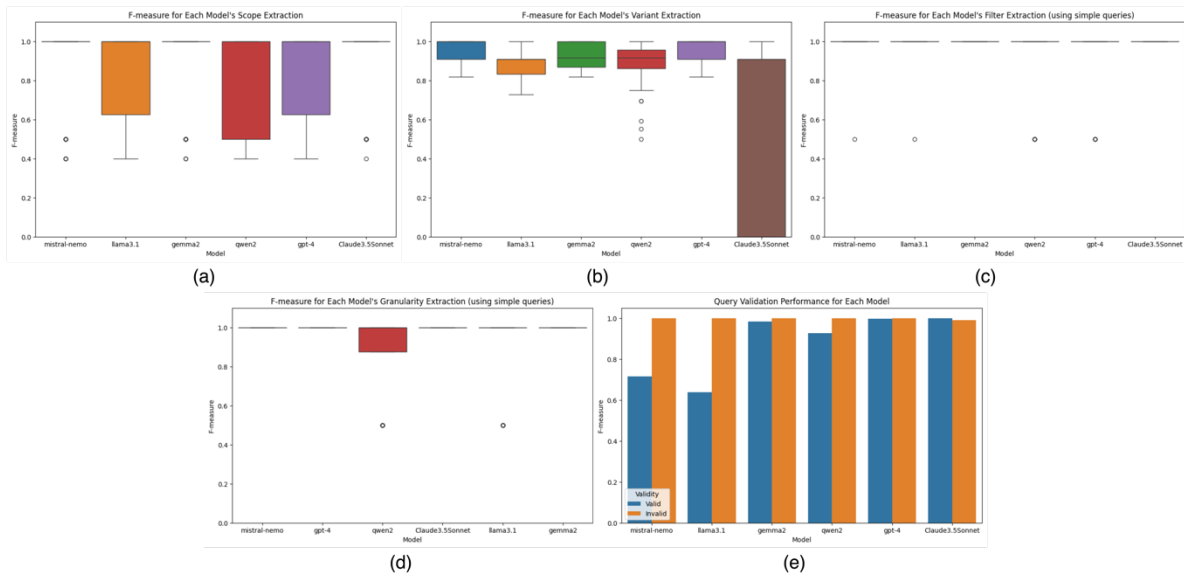 F-measure for Each Model's Scope Extraction
1.0
0.8
0.6
0.4
0.2
0.0
F-measure
mistral-nemo llama3.1 gemma2 qwen2 gpt-4 Claude3.5Sonnet
Model
(a)
F-measure for Each Model's Variant Extraction
1.0
0.8
0.6
0.4
0.2
0.0
F-measure
mistral-nemo llama3.1 gemma2 qwen2 gpt-4 Claude3.5Sonnet
Model
(b)
F-measure for Each Model's Filter Extraction (using simple queries)
1.0
0.8
0.6
0.4
0.2
0.0
F-measure
mistral-nemo llama3.1 gemma2 qwen2 gpt-4 Claude3.5Sonnet
Model
(c)
F-measure for Each Model's Granularity Extraction (using simple queries)
1.0
0.8
0.6
0.4
0.2
0.0
F-measure
mistral-nemo gpt-4 qwen2 Claude3.5Sonnet llama3.1 gemma2
Model
(d)
Query Validation Performance for Each Model
1.0
0.8
0.6
0.4
0.2
0.0
F-measure
Validity
Valid
Invalid
mistral-nemo llama3.1 gemma2 qwen2 gpt-4 Claude3.5Sonnet
Model
(e)